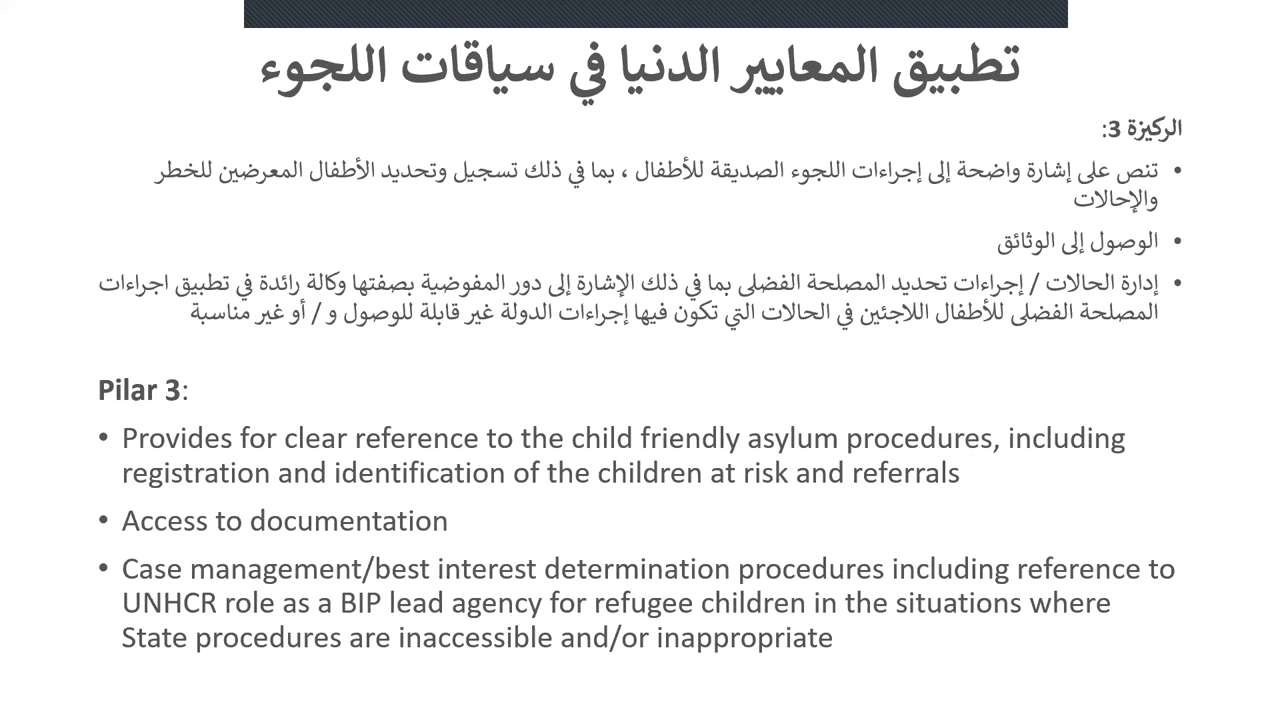 تطبيق المعايير الدنيا في سياقات اللجوء
الركيزة 3:
• تنص على إشارة واضحة إلى إجراءات اللجوء الصديقة للأطفال ، بما في ذلك تسجيل وتحديد الأطفال المعرضين للخطر
والإحالات
• الوصول إلى الوثائق
• إدارة الحالات / إجراءات تحديد المصلحة الفضلى بما في ذلك الإشارة إلى دور المفوضية بصفتها وكالة رائدة في تطبيق اجراءات
المصلحة الفضلى للأطفال اللاجئين في الحالات التي تكون فيها إجراءات الدولة غير قابلة للوصول و / أو غير مناسبة
Pilar 3:
• Provides for clear reference to the child friendly asylum procedures, including
registration and identification of the children at risk and referrals
• Access to documentation
• Case management/best interest determination procedures including reference to
UNHCR role as a BIP lead agency for refugee children in the situations where
State procedures are inaccessible and/or inappropriate